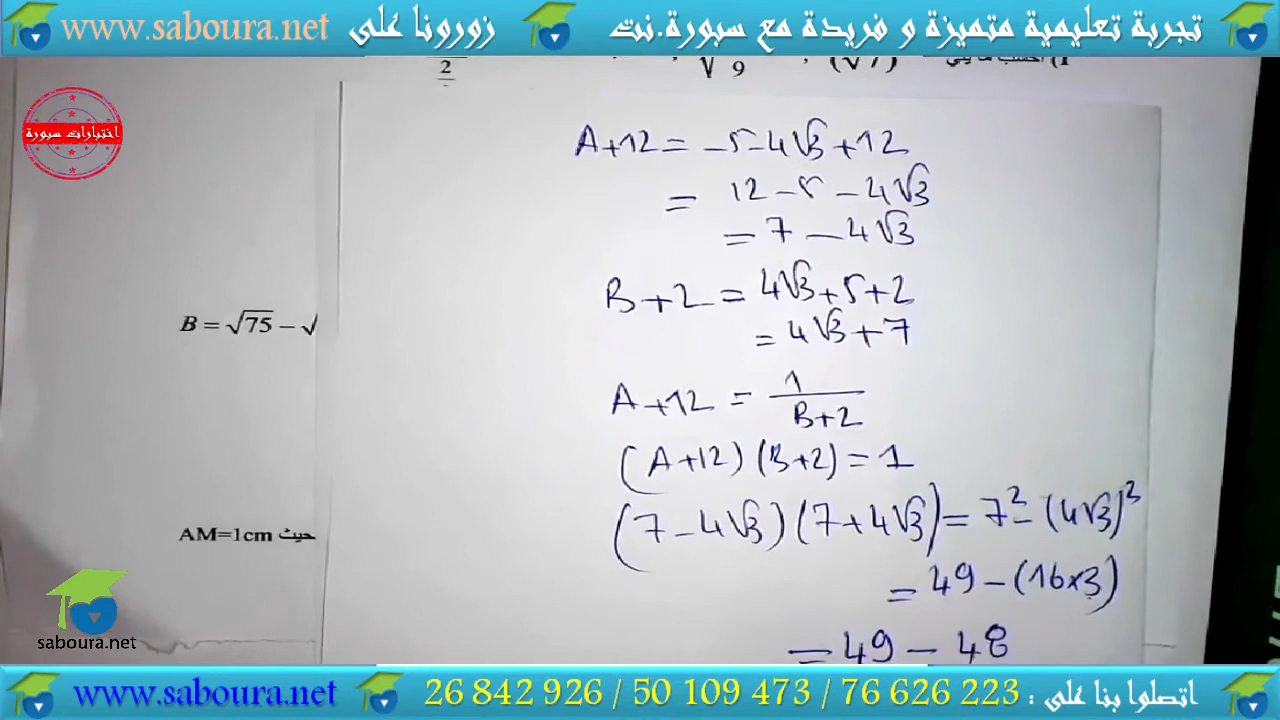 تجربة تعليمية متميزة و فريدة مع سبورة.نت زورونا على www.saboura.net
2
√9
(√7)
اختبارات سبورة
A+12 = -5-4√3+12
= 12-5-4√3
= 7-4√3
B+2 = 4√3+5+2
= 4√3+7
B = √75 - √
A+12 = 1/(B+2)
(A+12)(B+2) = 1
(7-4√3)(7+4√3) = 7² - (4√3)³
AM=1cm حيث
= 49-(16×3)
= 49 - 48
saboura.net
اتصلوا بنا على : 223 626 76 / 473 109 50 / 926 842 26 www.saboura.net